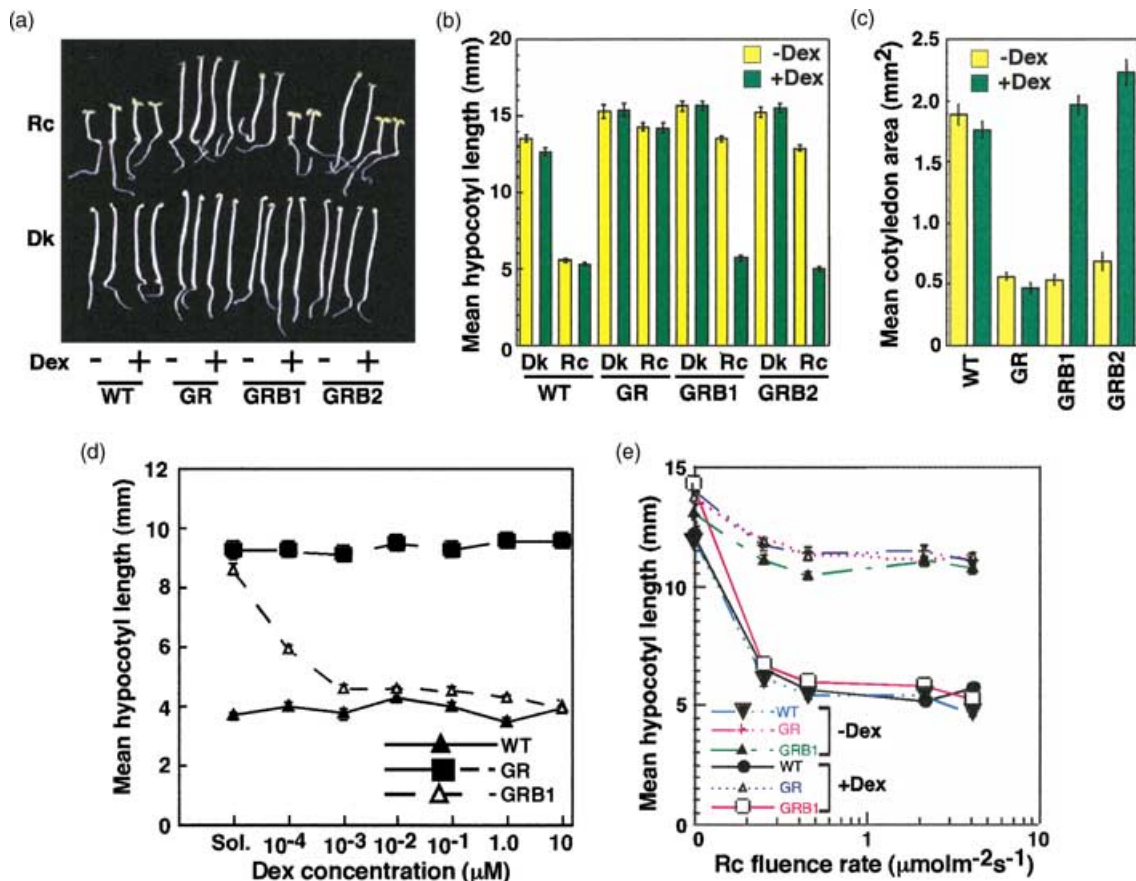 (a)
Rc
Dk
Dex - + - + - + - +
WT GR GRB1 GRB2
(b)
Mean hypocotyl length (mm)
20
15
10
5
0
-Dex
+Dex
Dk Rc Dk Rc Dk Rc Dk Rc
WT GR GRB1 GRB2
(c)
Mean cotyledon area (mm2)
2.5
2.0
1.5
1.0
0.5
0
-Dex
+Dex
WT
GR
GRB1
GRB2
(d)
Mean hypocotyl length (mm)
12
10
8
6
4
2
0
WT
GR
GRB1
Sol. 10-4 10-3 10-2 10-1 1.0 10
Dex concentration (μM)
(e)
Mean hypocotyl length (mm)
15
10
5
0
WT
GR
GRB1
-Dex
WT
GR
GRB1
+Dex
0 1 10
Rc fluence rate (μmolm-2s-1)